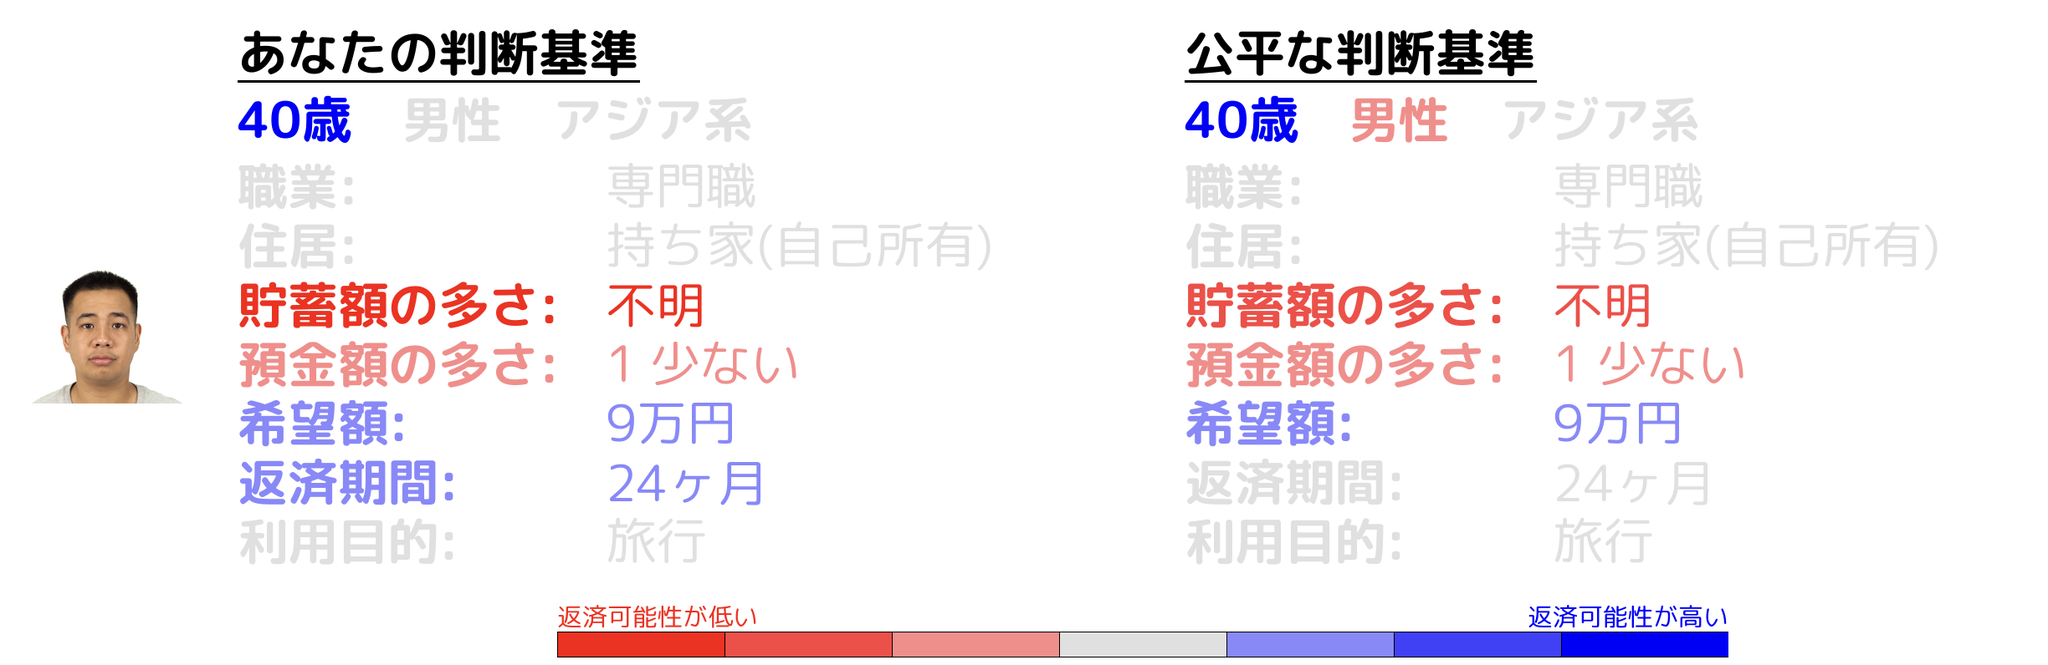 あなたの判断基準
40歳 男性 アジア系
職業: 専門職
住居: 持ち家(自己所有)
貯蓄額の多さ: 不明
預金額の多さ: 1 少ない
希望額: 9万円
返済期間: 24ヶ月
利用目的: 旅行
公平な判断基準
40歳 男性 アジア系
職業: 専門職
住居: 持ち家(自己所有)
貯蓄額の多さ: 不明
預金額の多さ: 1 少ない
希望額: 9万円
返済期間: 24ヶ月
利用目的: 旅行
返済可能性が低い
返済可能性が高い